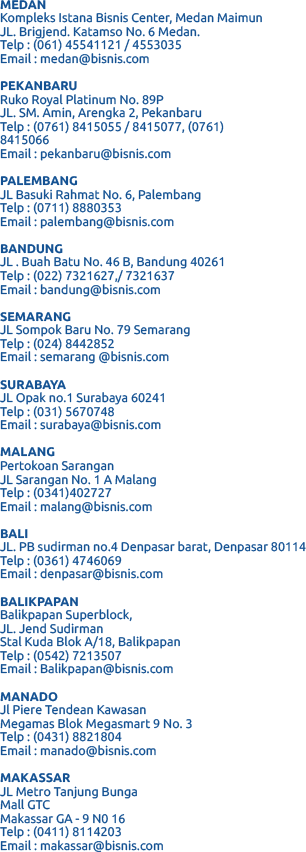 MEDAN
Kompleks Istana Bisnis Center, Medan Maimun
JL. Brigjend. Katamso No. 6 Medan.
Telp : (061) 45541121 / 4553035
Email : medan@bisnis.com
PEKANBARU
Ruko Royal Platinum No. 89P
JL. SM. Amin, Arengka 2, Pekanbaru
Telp : (0761) 8415055 / 8415077, (0761)
8415066
Email : pekanbaru@bisnis.com
PALEMBANG
JL Basuki Rahmat No. 6, Palembang
Telp : (0711) 8880353
Email : palembang@bisnis.com
BANDUNG
JL . Buah Batu No. 46 B, Bandung 40261
Telp : (022) 7321627,/ 7321637
Email : bandung@bisnis.com
SEMARANG
JL Sompok Baru No. 79 Semarang
Telp : (024) 8442852
Email : semarang @bisnis.com
SURABAYA
JL Opak no.1 Surabaya 60241
Telp : (031) 5670748
Email : surabaya@bisnis.com
MALANG
Pertokoan Sarangan
JL Sarangan No. 1 A Malang
Telp : (0341)402727
Email : malang@bisnis.com
BALI
JL. PB sudirman no.4 Denpasar barat, Denpasar 80114
Telp : (0361) 4746069
Email : denpasar@bisnis.com
BALIKPAPAN
Balikpapan Superblock,
JL. Jend Sudirman
Stal Kuda Blok A/18, Balikpapan
Telp : (0542) 7213507
Email : Balikpapan@bisnis.com
MANADO
Jl Piere Tendean Kawasan
Megamas Blok Megasmart 9 No. 3
Telp : (0431) 8821804
Email : manado@bisnis.com
MAKASSAR
JL Metro Tanjung Bunga
Mall GTC
Makassar GA - 9 N0 16
Telp : (0411) 8114203
Email : makassar@bisnis.com